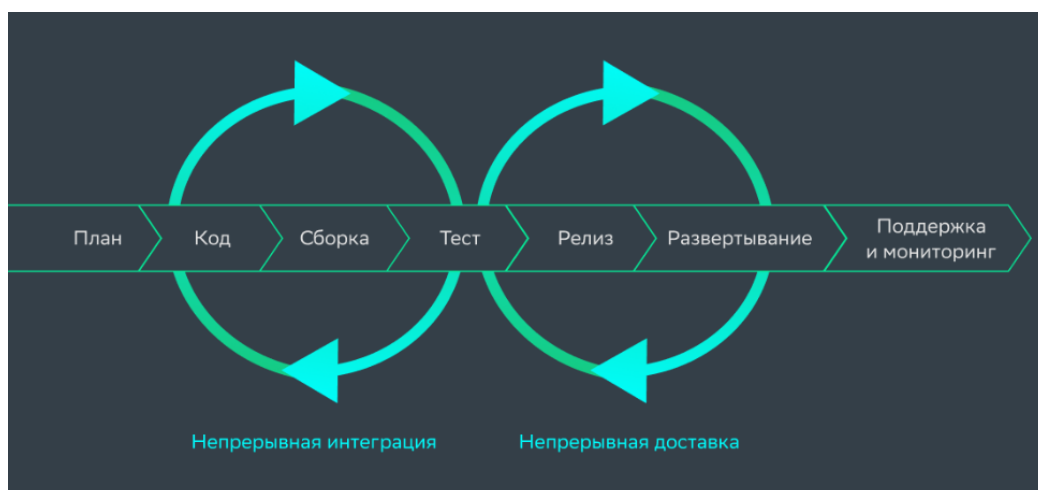 План
Код
Сборка
Тест
Релиз
Развертывание
Поддержка
и мониторинг
Непрерывная интеграция
Непрерывная доставка